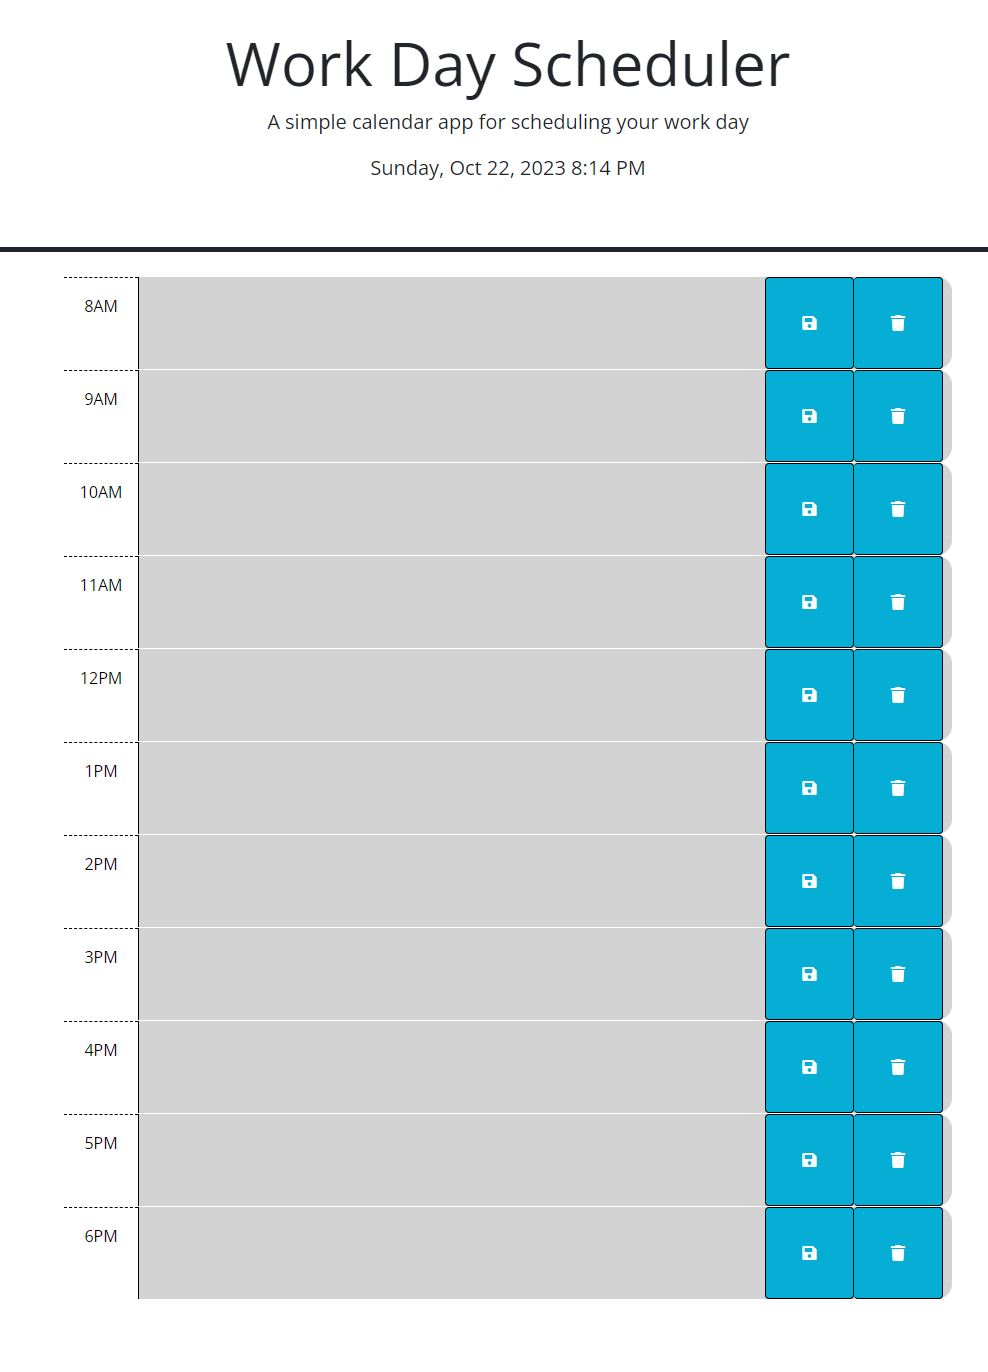 Work Day Scheduler
A simple calendar app for scheduling your work day
Sunday, Oct 22, 2023 8:14 PM
8AM
9AM
10AM
11AM
12PM
1PM
2PM
3PM
4PM
5PM
6PM